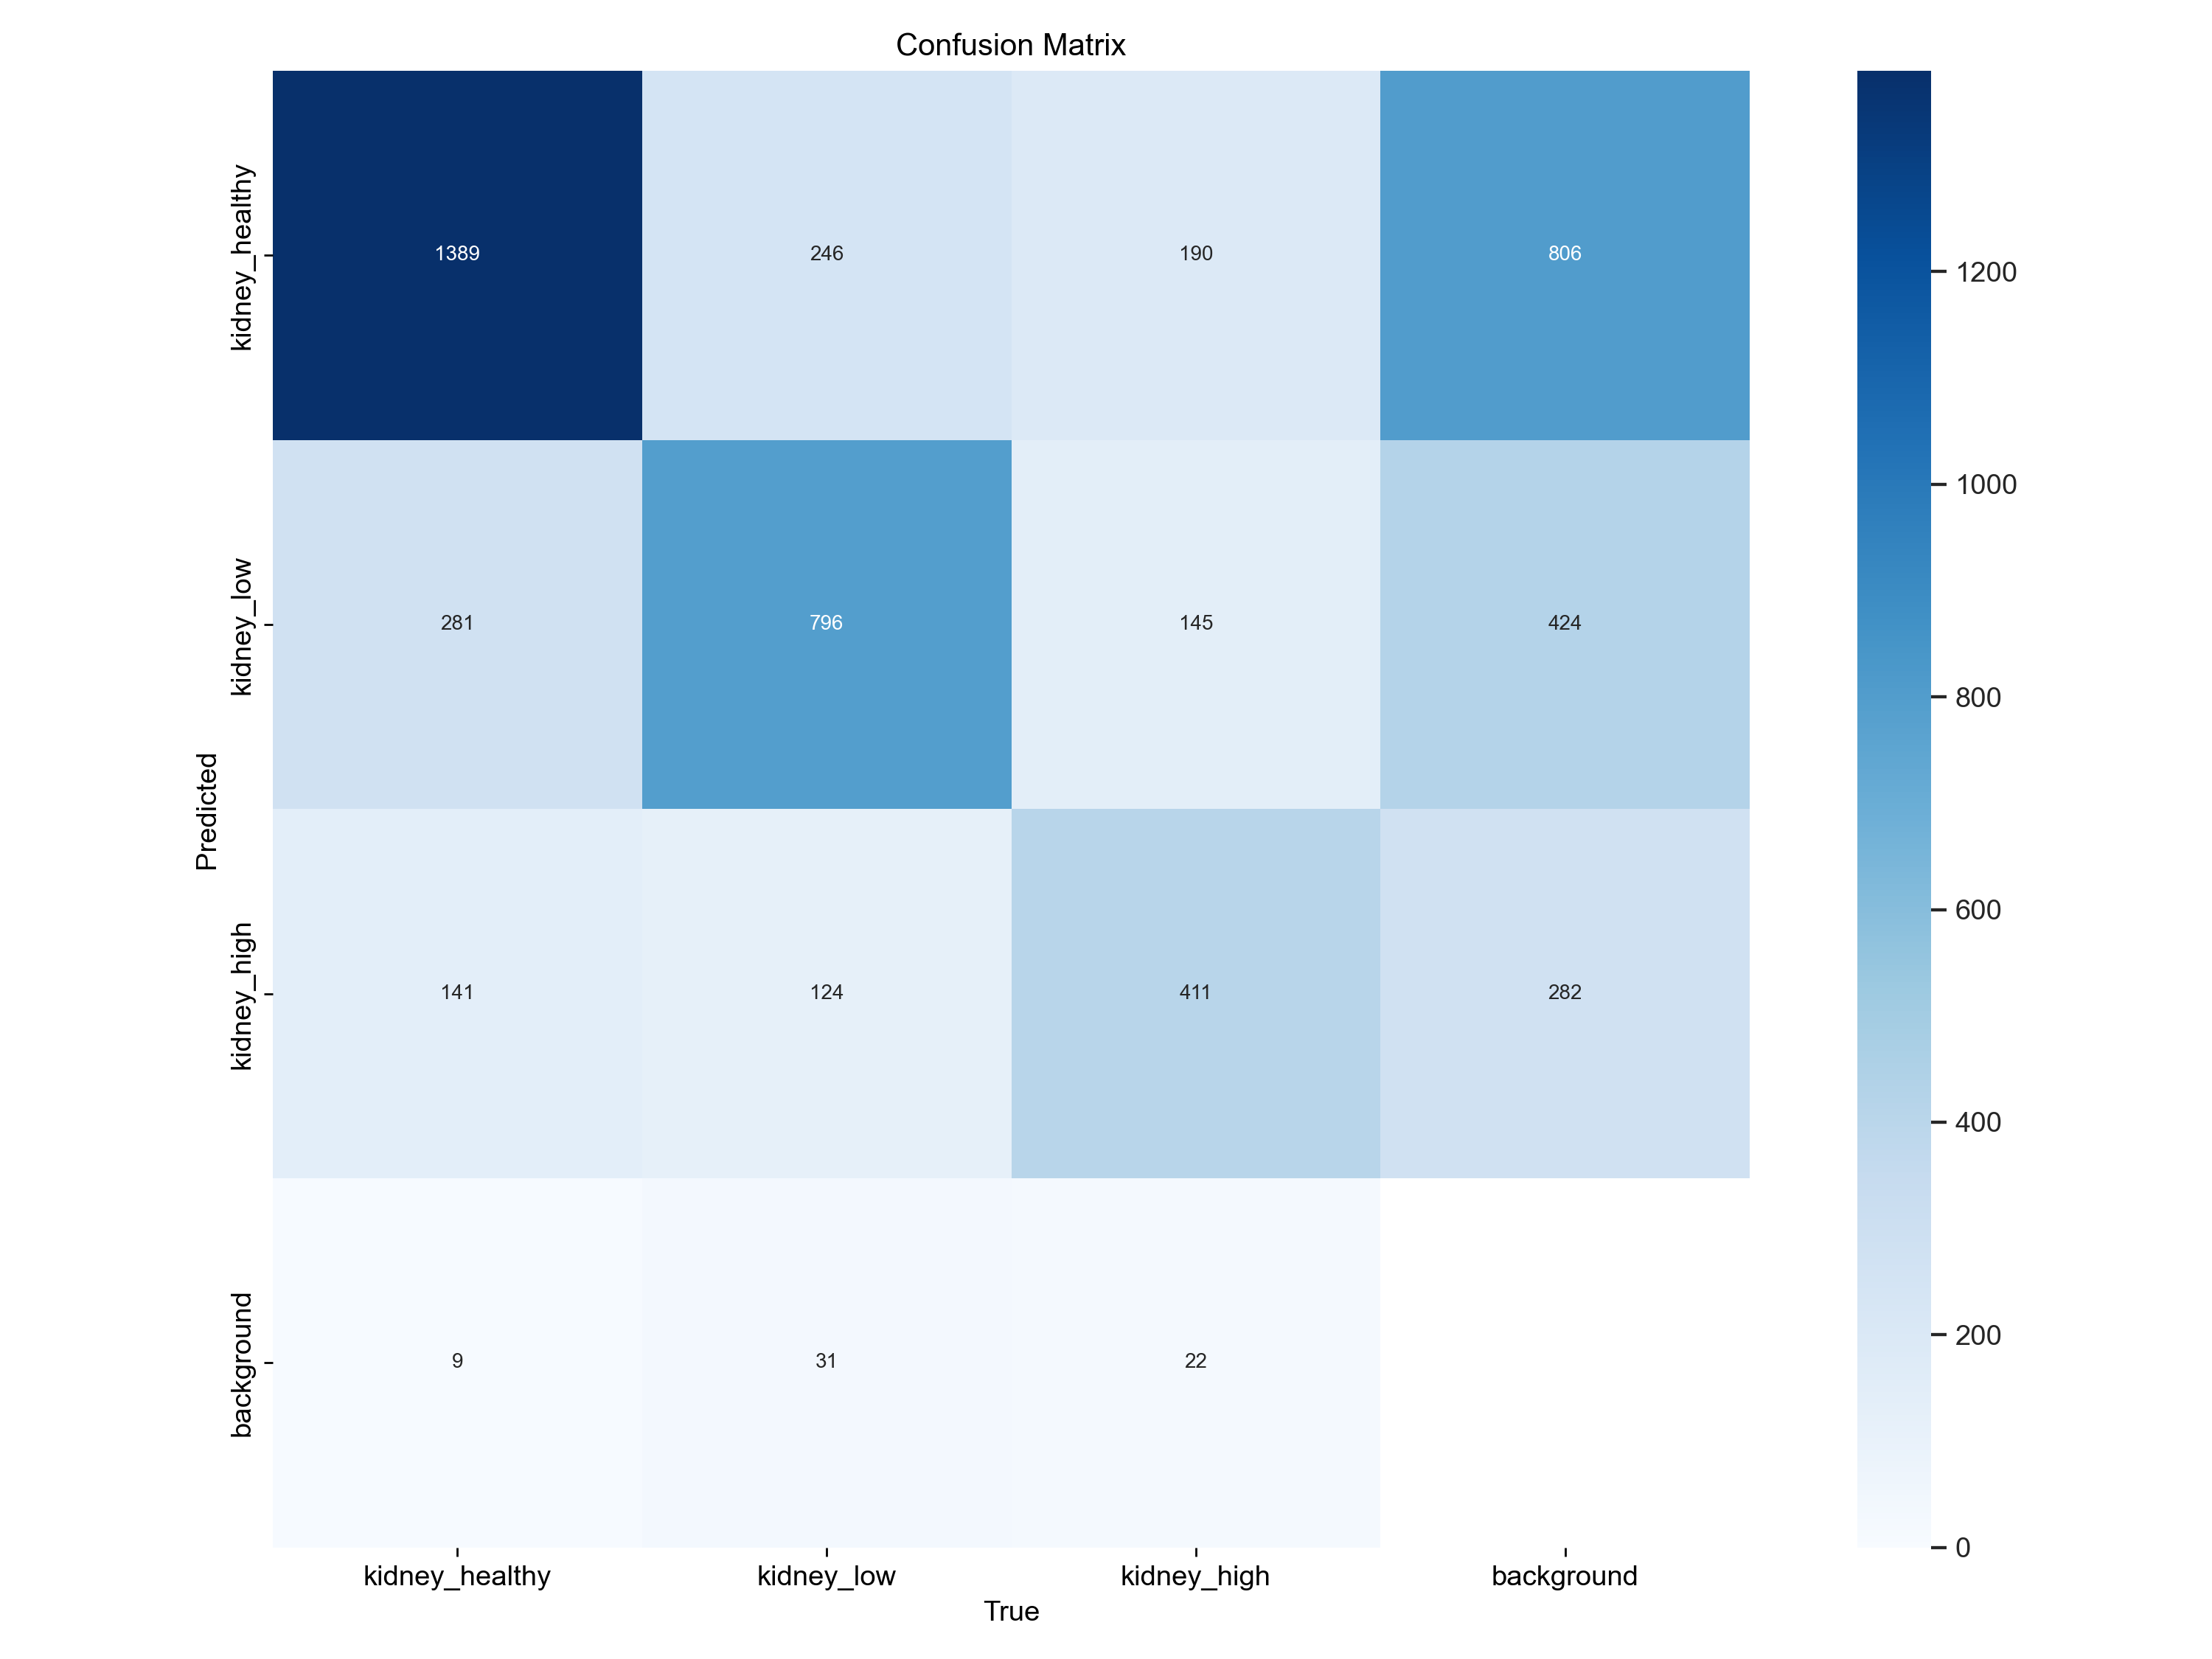 Confusion Matrix
kidney_healthy
1389 246 190 806
kidney_low
281 796 145 424
kidney_high
141 124 411 282
background
9 31 22
Predicted
kidney_healthy kidney_low kidney_high background
True
1200
1000
800
600
400
200
0